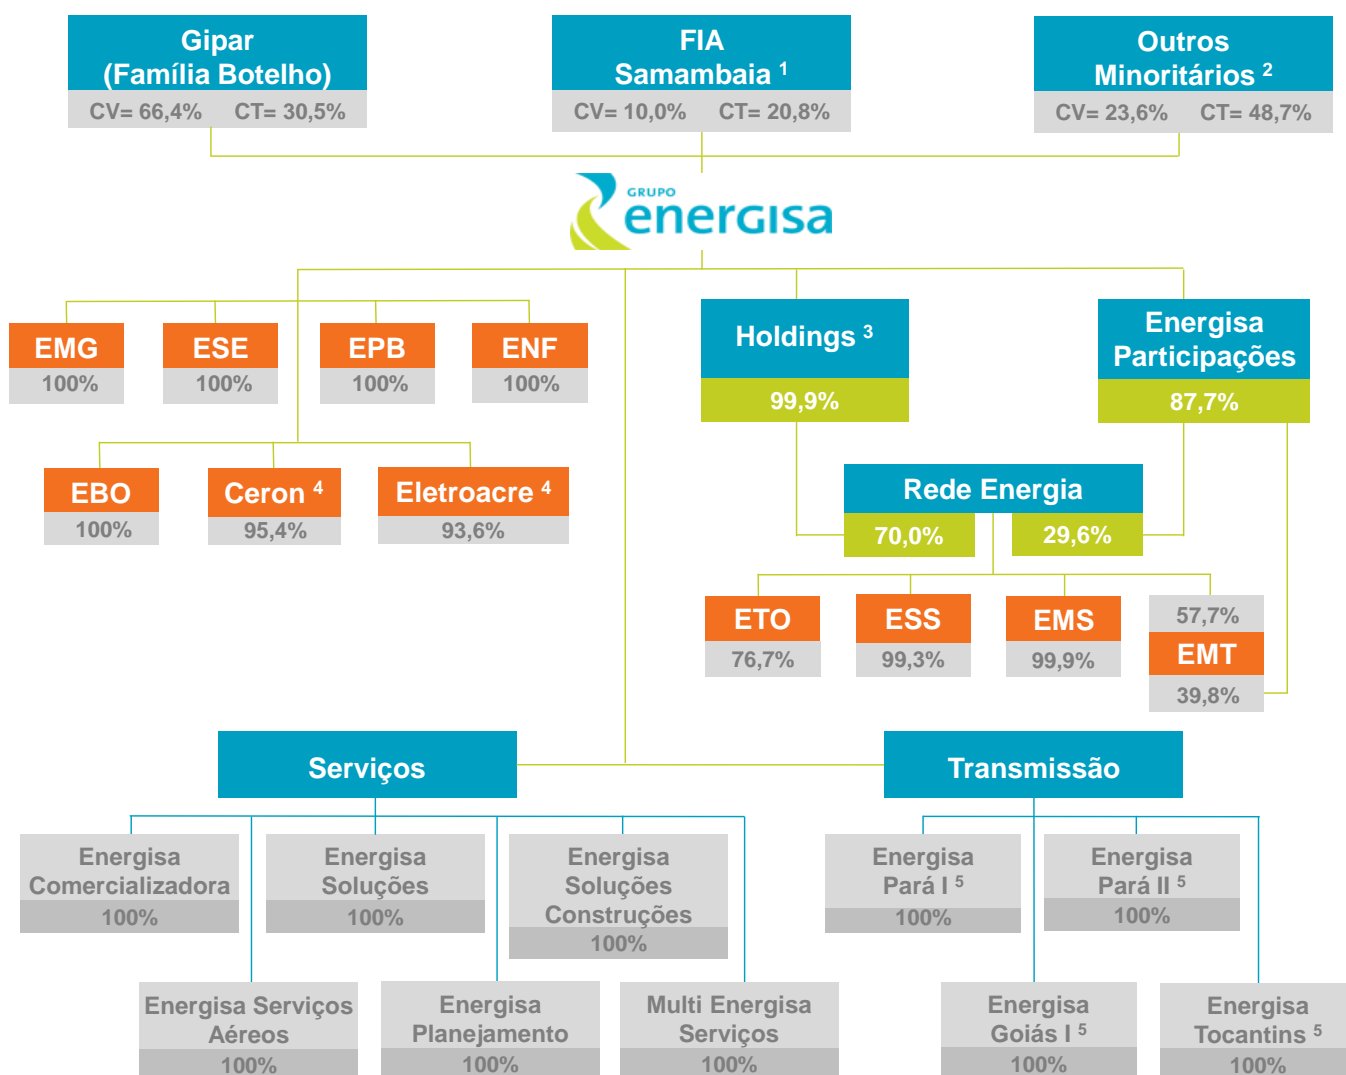 Gipar
(Família Botelho)
CV= 66,4% CT= 30,5%
FIA
Samambaia 1
CV= 10,0% CT= 20,8%
Outros
Minoritários 2
CV= 23,6% CT= 48,7%
GRUPO
energisa
EMG
100%
ESE
100%
EPB
100%
ENF
100%
Holdings 3
99,9%
Energisa
Participações
87,7%
EBO
100%
Ceron 4
95,4%
Eletroacre 4
93,6%
Rede Energia
70,0%
29,6%
ETO
76,7%
ESS
99,3%
EMS
99,9%
57,7%
EMT
39,8%
Serviços
Transmissão
Energisa
Comercializadora
100%
Energisa
Soluções
100%
Energisa
Soluções
Construções
100%
Energisa
Pará I 5
100%
Energisa
Pará II 5
100%
Energisa Serviços
Aéreos
100%
Energisa
Planejamento
100%
Multi Energisa
Serviços
100%
Energisa
Goiás I 5
100%
Energisa
Tocantins 5
100%